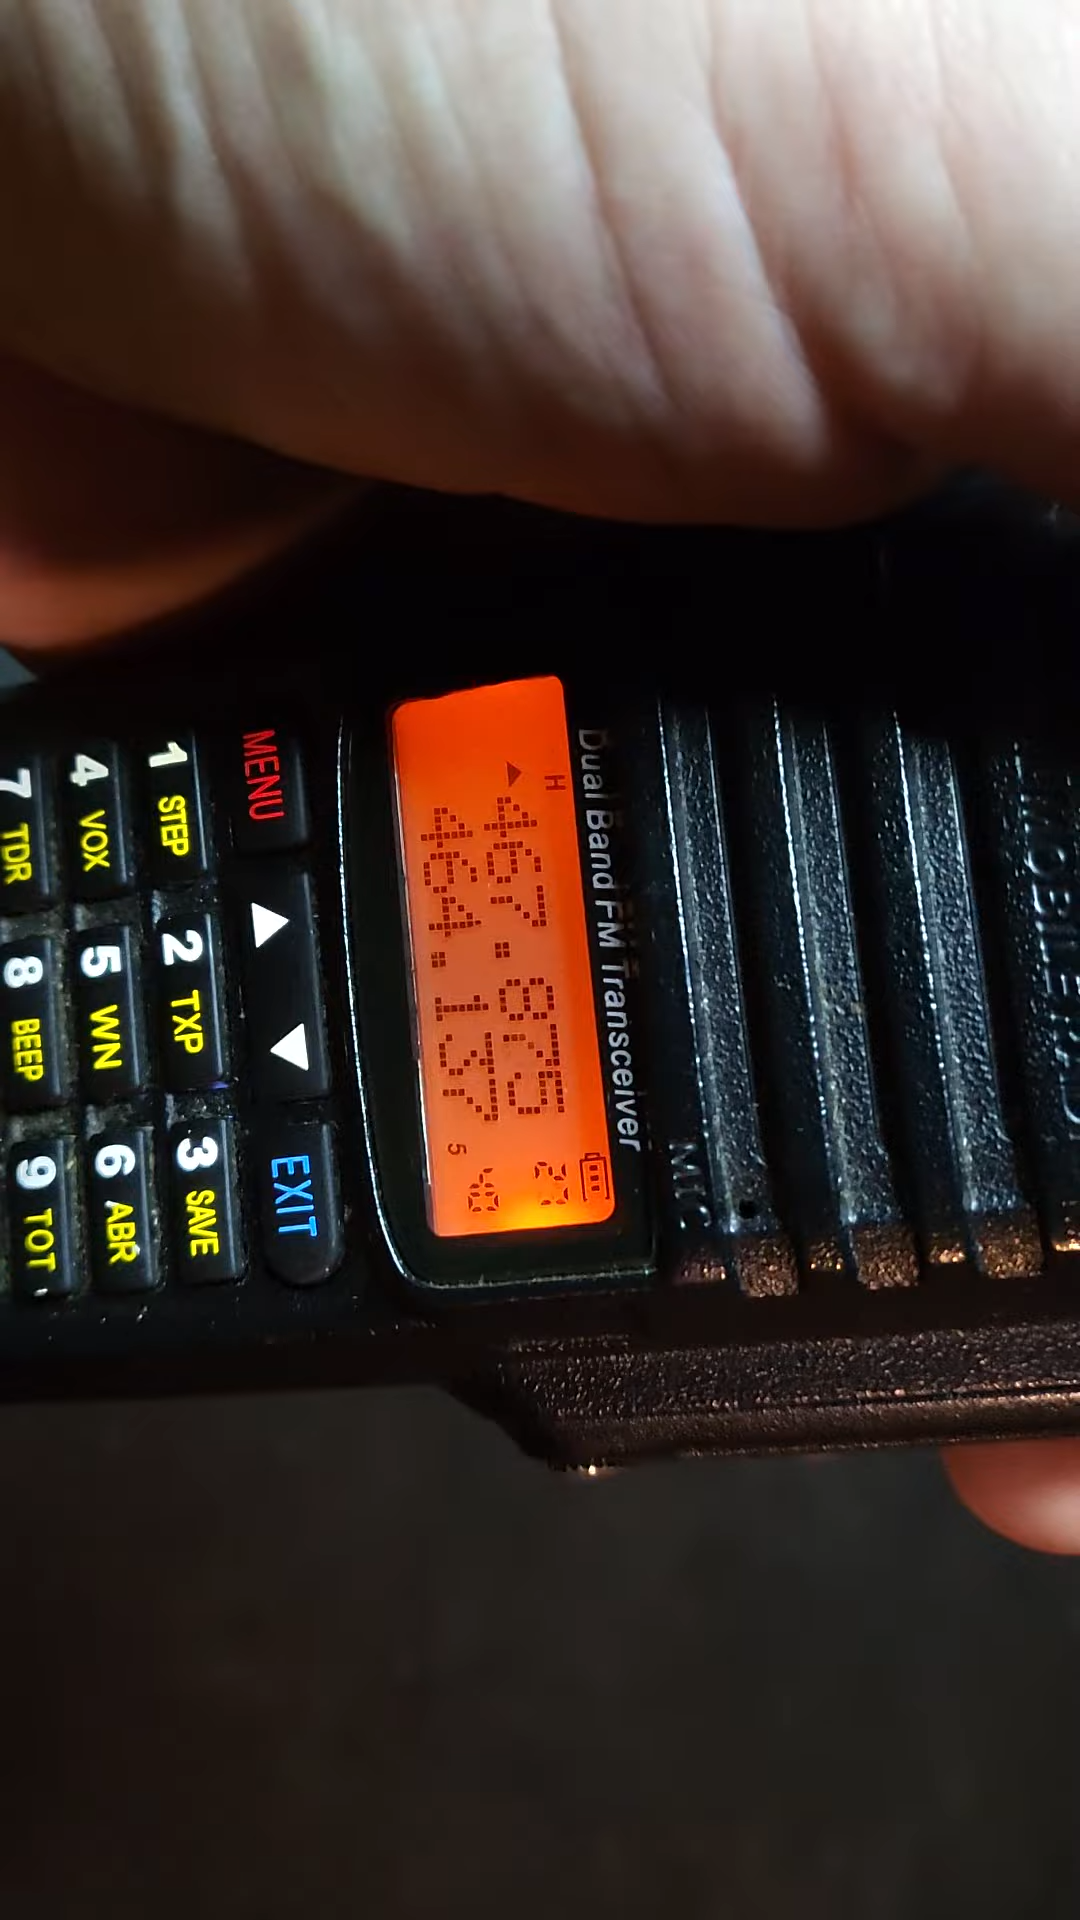 MIC
Dual Band FM Transceiver
H
467.875
464.137 5
MENU
EXIT
1 STEP
2 TXP
3 SAVE
4 VOX
5 WN
6 ABR
7 TDR
8 BEEP
9 TOT